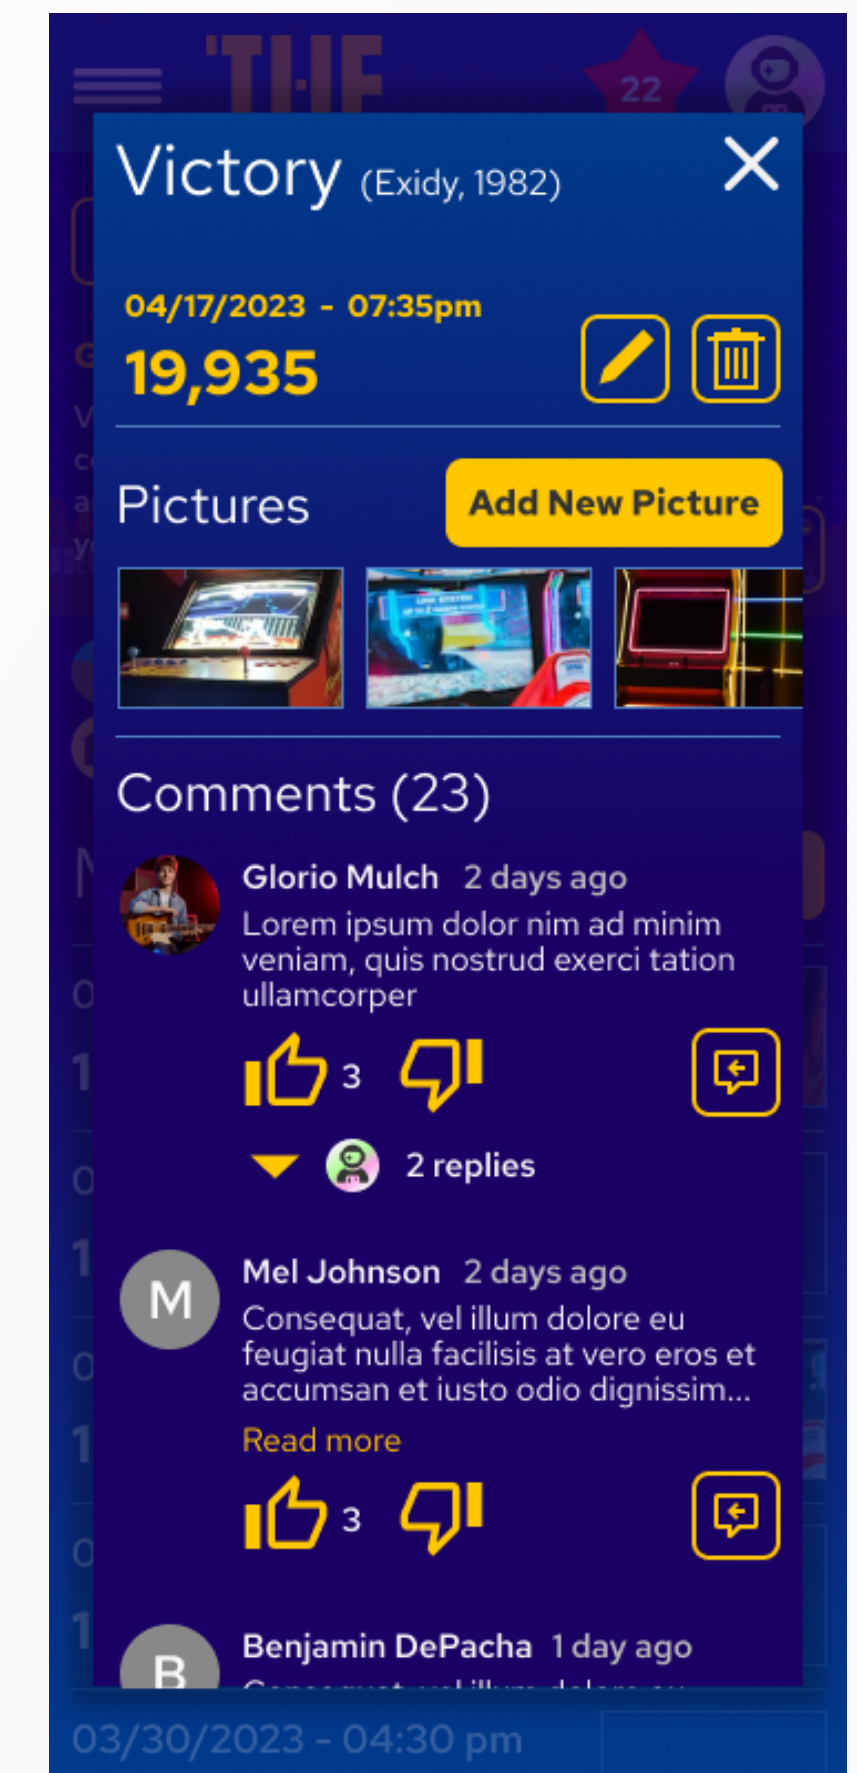 22
Victory (Exidy, 1982)
04/17/2023 - 07:35pm
19,935
Pictures
Add New Picture
Comments (23)
Glorio Mulch 2 days ago
Lorem ipsum dolor nim ad minim
veniam, quis nostrud exerci tation
ullamcorper
3
2 replies
M
Mel Johnson 2 days ago
Consequat, vel illum dolore eu
feugiat nulla facilisis at vero eros et
accumsan et iusto odio dignissim...
Read more
3
B
Benjamin DePacha 1 day ago
03/30/2023 - 04:30 pm